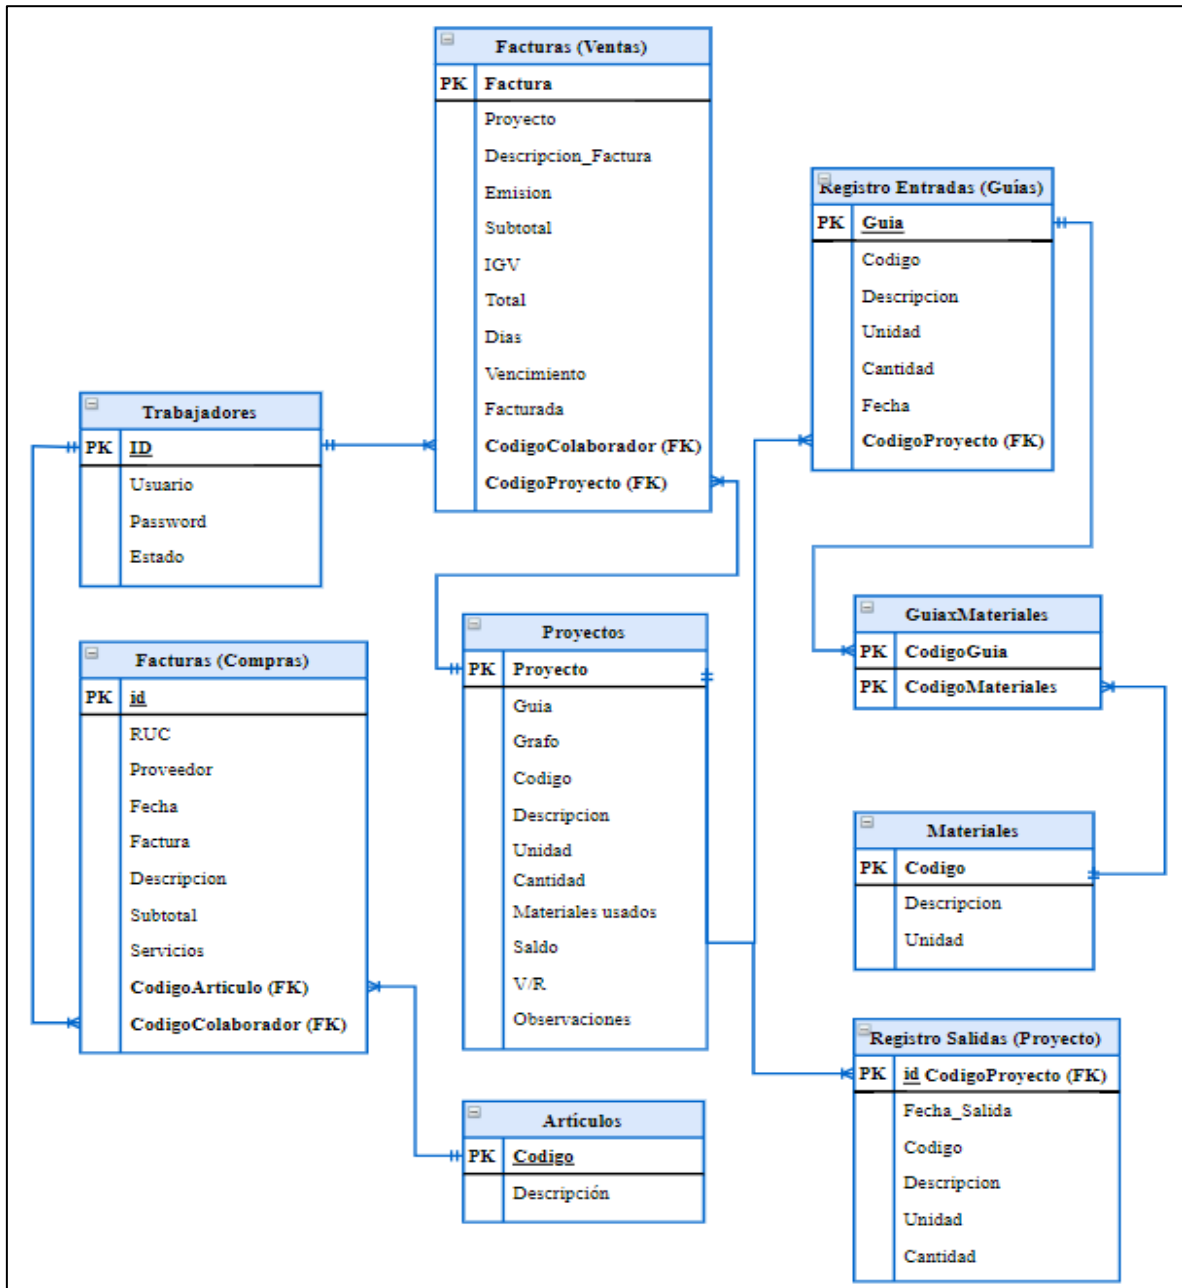 Facturas (Ventas)
PK Factura
Proyecto
Descripcion_Factura
Emision
Subtotal
IGV
Total
Dias
Vencimiento
Facturada
CodigoColaborador (FK)
CodigoProyecto (FK)
Registro Entradas (Guías)
PK Guia
Codigo
Descripcion
Unidad
Cantidad
Fecha
CodigoProyecto (FK)
Trabajadores
PK ID
Usuario
Password
Estado
Facturas (Compras)
PK id
RUC
Proveedor
Fecha
Factura
Descripcion
Subtotal
Servicios
CodigoArticulo (FK)
CodigoColaborador (FK)
Proyectos
PK Proyecto
Guia
Grafo
Codigo
Descripcion
Unidad
Cantidad
Materiales usados
Saldo
V/R
Observaciones
GuiaxMateriales
PK CodigoGuia
PK CodigoMateriales
Materiales
PK Codigo
Descripcion
Unidad
Artículos
PK Codigo
Descripción
Registro Salidas (Proyecto)
PK id CodigoProyecto (FK)
Fecha_Salida
Codigo
Descripcion
Unidad
Cantidad